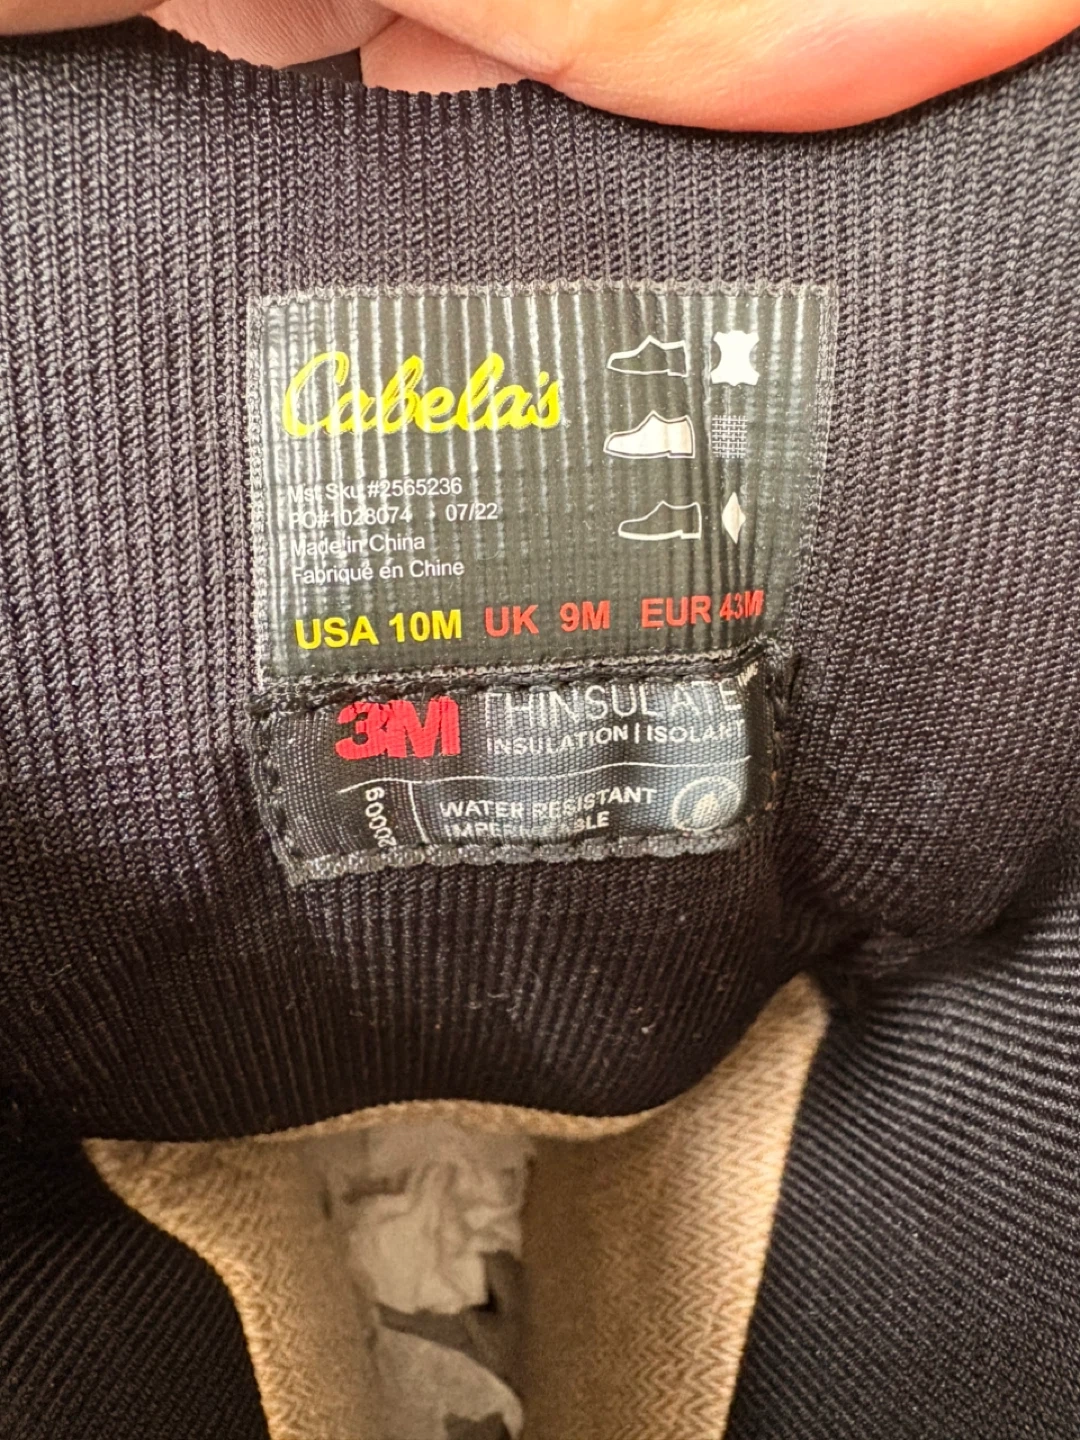 Cabela's
Mst Sku #2565236
PO#1028074 07/22
Made in China
Fabriqué en Chine
USA 10M UK 9M EUR 43M
3M THINSULATE
INSULATION | ISOLANT
WATER RESISTANT